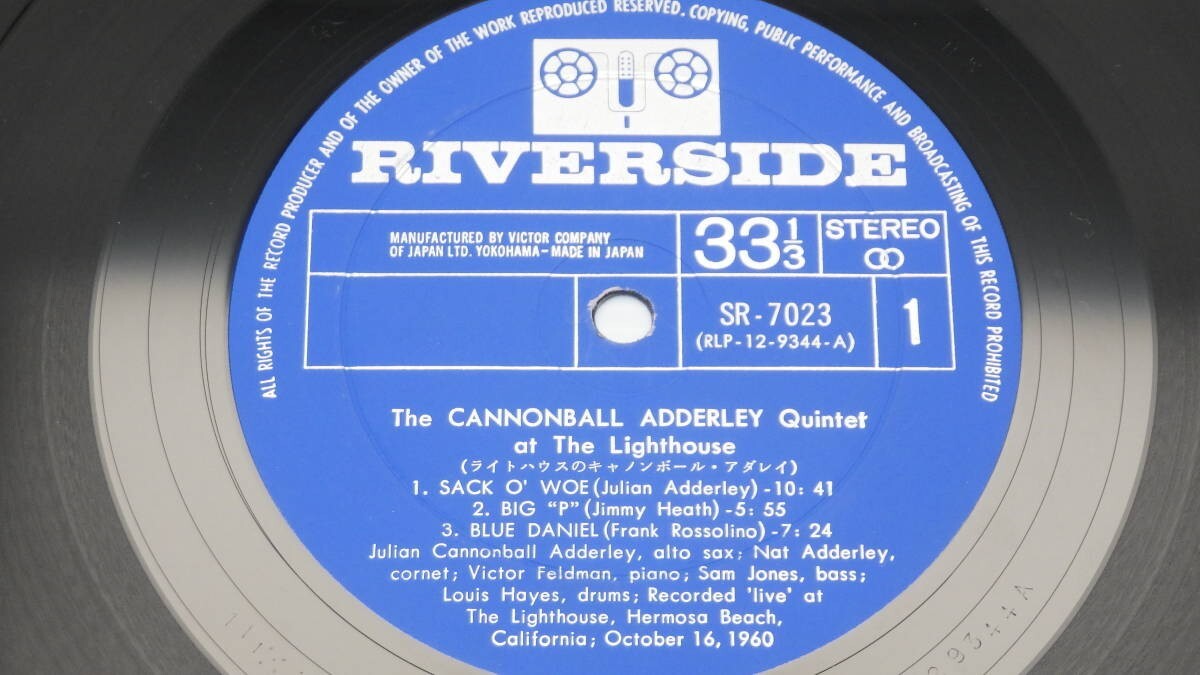 ALL RIGHTS OF THE RECORD PRODUCER AND OF THE OWNER OF THE WORK REPRODUCED RESERVED. COPYING, PUBLIC PERFORMANCE AND BROADCASTING OF THIS RECORD PROHIBITED
RIVERSIDE
MANUFACTURED BY VICTOR COMPANY
OF JAPAN LTD. YOKOHAMA-MADE IN JAPAN
33 1/3
STEREO
SR-7023
(RLP-12-9344-A)
1
The CANNONBALL ADDERLEY Quintet
at The Lighthouse
(ライトハウスのキャノンボール・アダレイ)
1. SACK O' WOE (Julian Adderley) -10: 41
2. BIG "P" (Jimmy Heath) -5: 55
3. BLUE DANIEL (Frank Rossolino) -7: 24
Julian Cannonball Adderley, alto sax; Nat Adderley,
cornet; Victor Feldman, piano; Sam Jones, bass;
Louis Hayes, drums; Recorded 'live' at
The Lighthouse, Hermosa Beach,
California; October 16, 1960
9344A